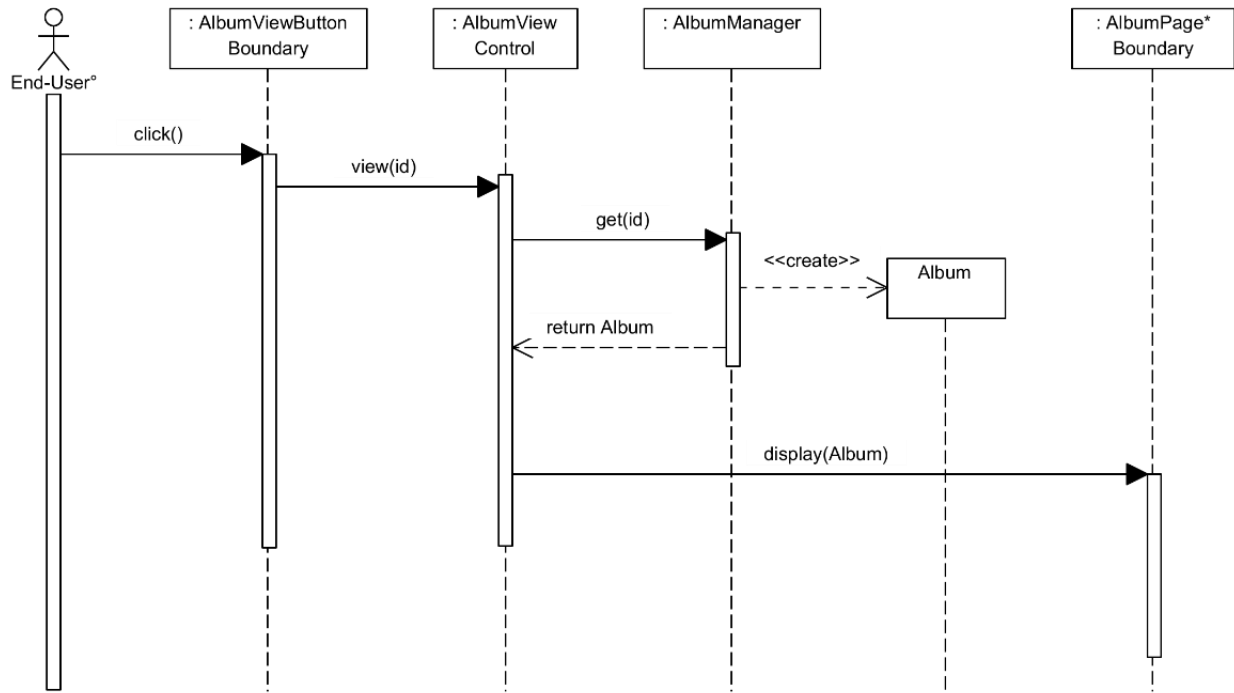 : AlbumViewButton
Boundary
: AlbumView
Control
: AlbumManager
: AlbumPage*
Boundary
End-User°
click()
view(id)
get(id)
<<create>>
Album
return Album
display(Album)